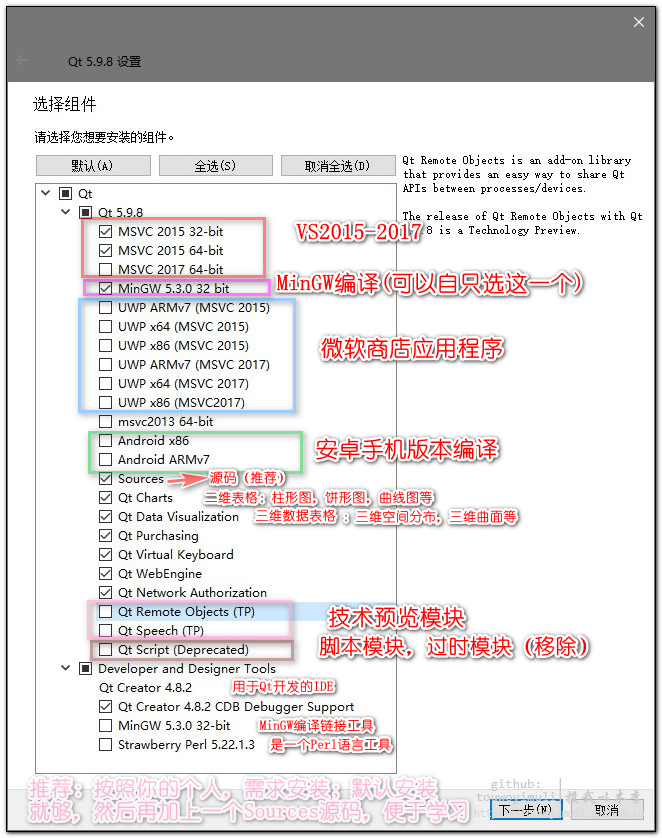 Qt 5.9.8 设置
选择组件
请选择您想要安装的组件。
默认(A) 全选(S) 取消全选(D)
Qt Remote Objects is an add-on library
that provides an easy way to share Qt
APIs between processes/devices.
The release of Qt Remote Objects with Qt
8 is a Technology Preview.
Qt
Qt 5.9.8
MSVC 2015 32-bit
VS2015-2017
MSVC 2015 64-bit
MSVC 2017 64-bit
MinGW 5.3.0 32 bit
MinGW编译(可以自只选这一个)
UWP ARMv7 (MSVC 2015)
UWP x64 (MSVC 2015)
UWP x86 (MSVC 2015)
微软商店应用程序
UWP ARMv7 (MSVC 2017)
UWP x64 (MSVC 2017)
UWP x86 (MSVC2017)
msvc2013 64-bit
Android x86
安卓手机版本编译
Android ARMv7
Sources 源码（推荐）
Qt Charts 二维表格：柱形图，饼形图，曲线图等
Qt Data Visualization 三维数据表格：三维空间分布，三维曲面等
Qt Purchasing
Qt Virtual Keyboard
Qt WebEngine
Qt Network Authorization
Qt Remote Objects (TP) 技术预览模块
Qt Speech (TP)
Qt Script (Deprecated) 脚本模块，过时模块（移除）
Developer and Designer Tools
Qt Creator 4.8.2 用于Qt开发的IDE
Qt Creator 4.8.2 CDB Debugger Support
MinGW 5.3.0 32-bit MinGW编译链接工具
Strawberry Perl 5.22.1.3 是一个Perl语言工具
推荐：按照你的个人，需求安装；默认安装
就够，然后再加上一个Sources源码，便于学习
github:
touwoyimuli
下一步(N) 取消